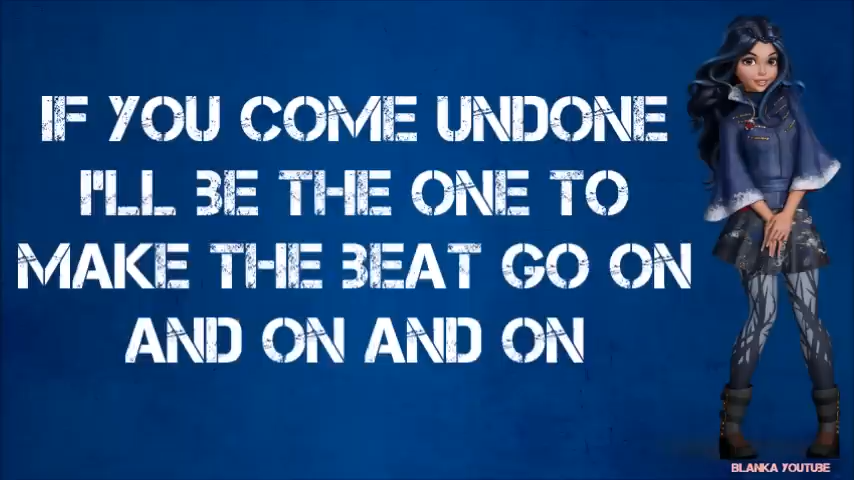 IF YOU COME UNDONE
I'LL BE THE ONE TO
MAKE THE BEAT GO ON
AND ON AND ON
BLANKA YOUTUBE